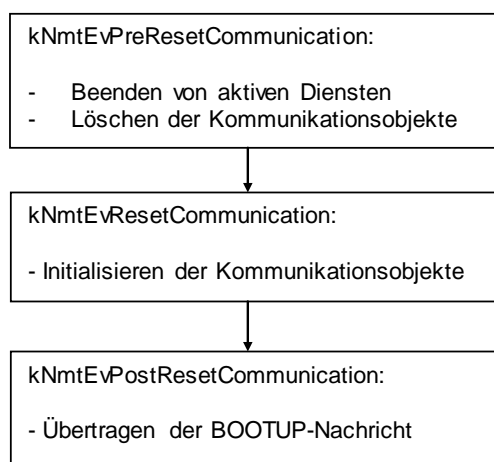 kNmtEvPreResetCommunication:
- Beenden von aktiven Diensten
- Löschen der Kommunikationsobjekte
kNmtEvResetCommunication:
- Initialisieren der Kommunikationsobjekte
kNmtEvPostResetCommunication:
- Übertragen der BOOTUP-Nachricht